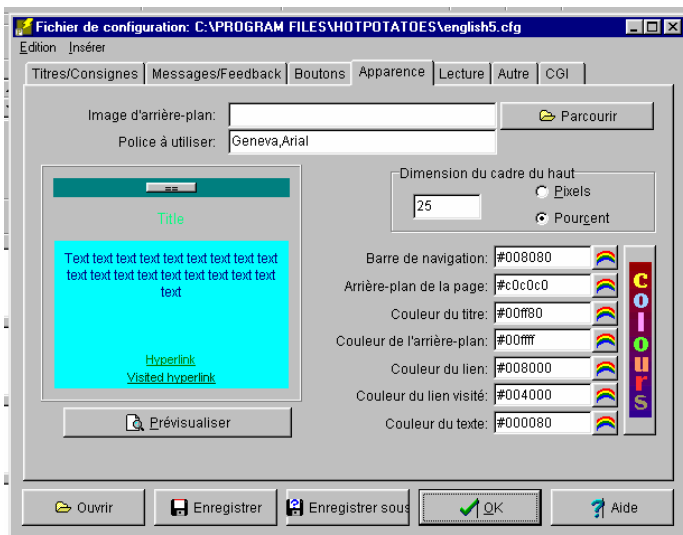 Fichier de configuration: C:\PROGRAM FILES\HOTPOTATOES\english5.cfg
Edition Insérer
Titres/Consignes Messages/Feedback Boutons Apparence Lecture Autre CGI
Image d'arrière-plan: Parcourir
Police à utiliser: Geneva,Arial
Dimension du cadre du haut
25
Pixels
Pourcent
==
Title
Text text text text text text text text text
text text text text text text text text text
text
Hyperlink
Visited hyperlink
Prévisualiser
Barre de navigation: #008080
Arrière-plan de la page: #c0c0c0
Couleur du titre: #00ff80
Couleur de l'arrière-plan: #00ffff
Couleur du lien: #008000
Couleur du lien visité: #004000
Couleur du texte: #000080
Colours
Ouvrir Enregistrer Enregistrer sous OK Aide